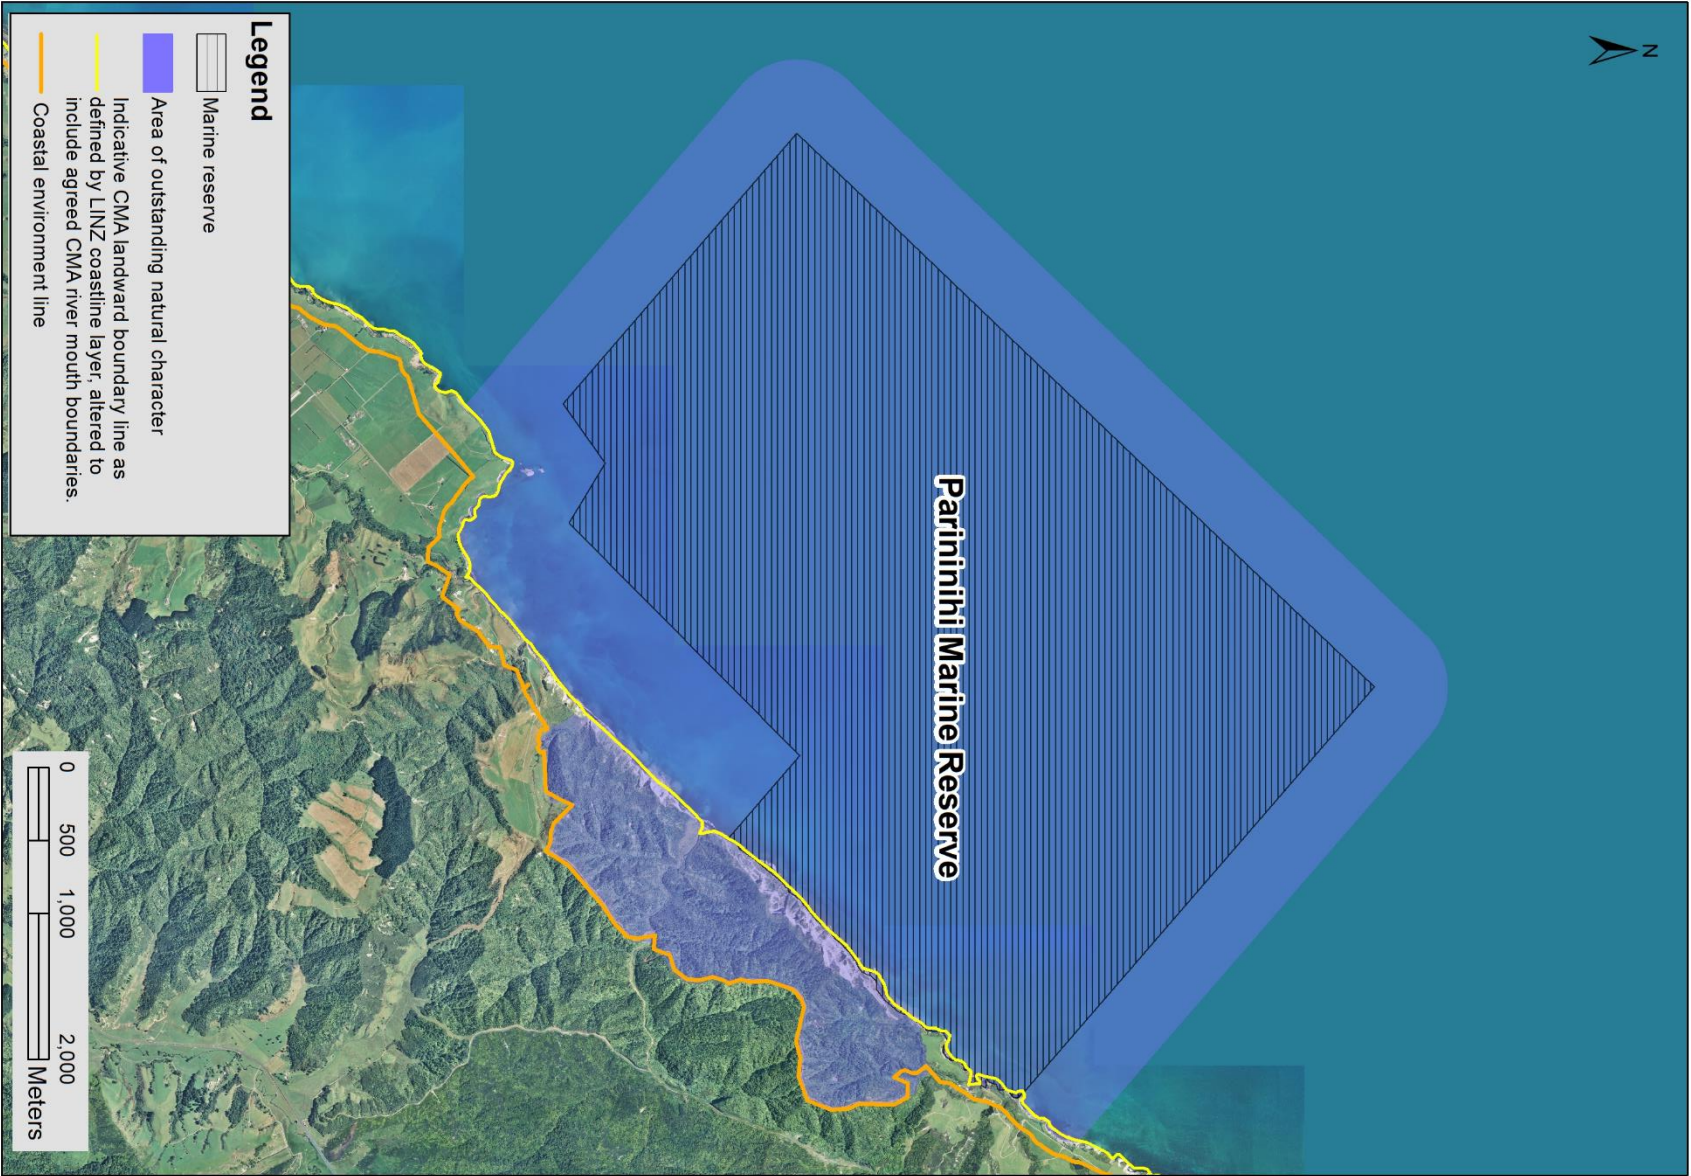 N
Parininihi Marine Reserve
Legend
Marine reserve
Area of outstanding natural character
Indicative CMA landward boundary line as
defined by LINZ coastline layer, altered to
include agreed CMA river mouth boundaries.
Coastal environment line
0 500 1,000 2,000
Meters